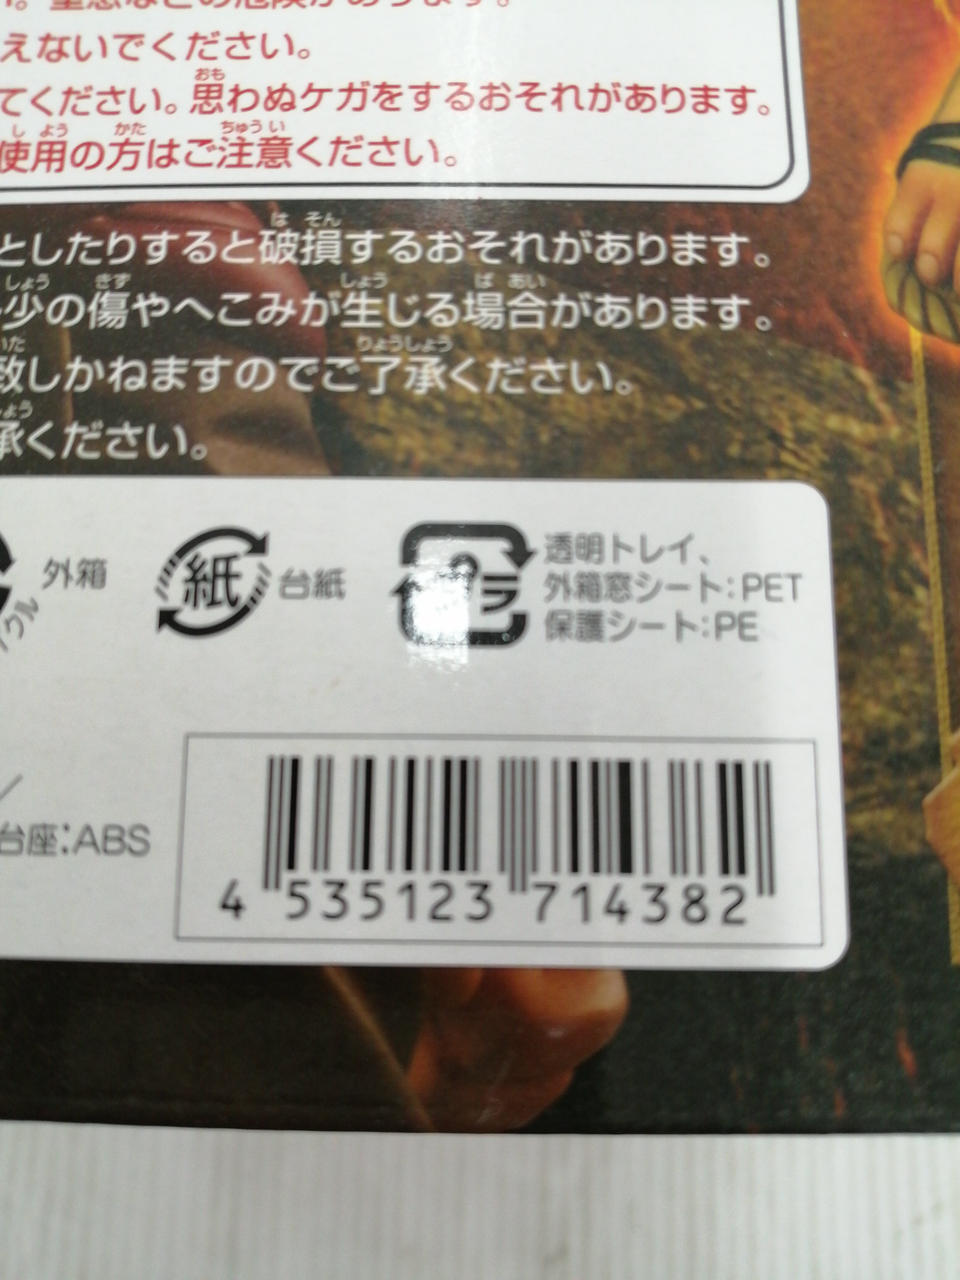 えないでください。
てください。思わぬケガをするおそれがあります。
使用の方はご注意ください。
としたりすると破損するおそれがあります。
少の傷やへこみが生じる場合があります。
致しかねますのでご了承ください。
承ください。
外箱
紙
台紙
プラ
透明トレイ、
外箱窓シート:PET
保護シート:PE
台座:ABS
4 535123 714382